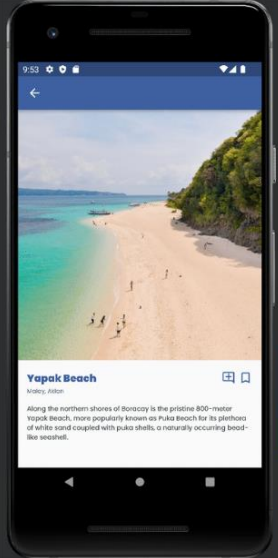 9:53
Yapak Beach
Malay, Aklan
Along the northern shores of Boracay is the pristine 800-meter
Yapak Beach, more popularly known as Puka Beach for its plethora
of white sand coupled with puka shells, a naturally occurring bead-
like seashell.